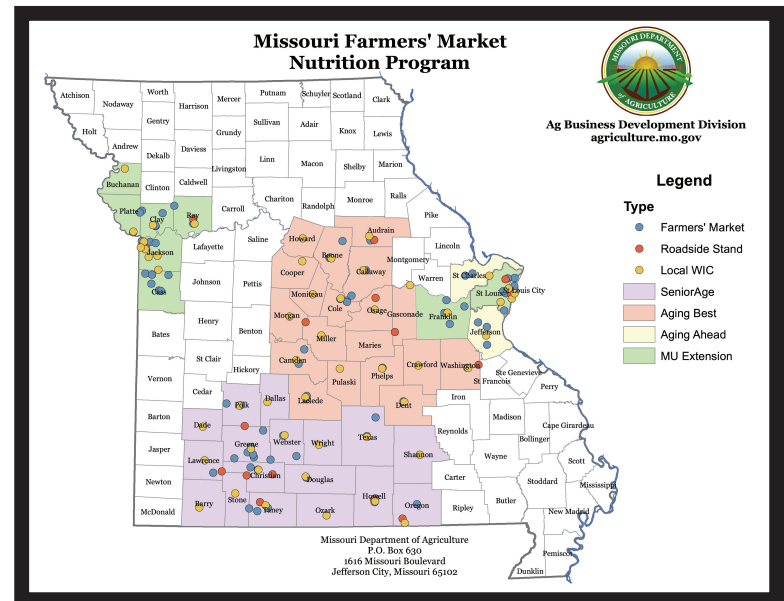 Missouri Farmers' Market
Nutrition Program
MISSOURI DEPARTMENT
of AGRICULTURE
Ag Business Development Division
agriculture.mo.gov
Legend
Type
Farmers' Market
Roadside Stand
Local WIC
SeniorAge
Aging Best
Aging Ahead
MU Extension
Atchison
Nodaway
Worth
Harrison
Mercer
Putnam
Schuyler
Scotland
Clark
Holt
Gentry
Sullivan
Adair
Knox
Lewis
Andrew
Dekalb
Daviess
Grundy
Livingston
Linn
Macon
Shelby
Marion
Buchanan
Clinton
Caldwell
Chariton
Randolph
Monroe
Ralls
Platte
Clay
Ray
Carroll
Audrain
Pike
Jackson
Lafayette
Saline
Howard
Boone
Callaway
Montgomery
Lincoln
Warren
St Charles
Cass
Johnson
Pettis
Cooper
Moniteau
Cole
Osage
Gasconade
Franklin
St Louis
St Louis City
Jefferson
Bates
Henry
Benton
Morgan
Miller
Maries
Camden
Crawford
Washington
Ste Genevieve
St Francois
Perry
Vernon
St Clair
Hickory
Pulaski
Phelps
Iron
Cedar
Polk
Dallas
Laclede
Dent
Madison
Cape Girardeau
Barton
Dade
Reynolds
Bollinger
Jasper
Greene
Webster
Wright
Texas
Shannon
Wayne
Scott
Lawrence
Christian
Douglas
Carter
Stoddard
Mississippi
Newton
McDonald
Barry
Stone
Taney
Ozark
Howell
Oregon
Ripley
Butler
New Madrid
Pemiscot
Dunklin
Missouri Department of Agriculture
P.O. Box 630
1616 Missouri Boulevard
Jefferson City, Missouri 65102